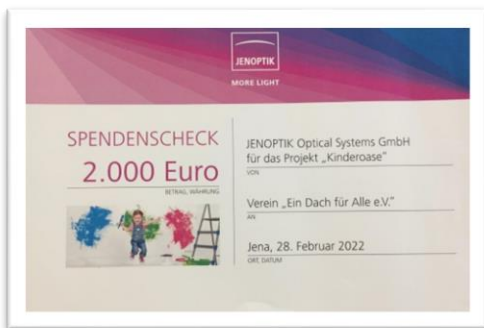 JENOPTIK
MORE LIGHT
SPENDENSCHECK
2.000 Euro
BETRAG, WÄHRUNG
JENOPTIK Optical Systems GmbH
für das Projekt „Kinderoase"
VON
Verein „Ein Dach für Alle e.V."
AN
Jena, 28. Februar 2022
ORT, DATUM